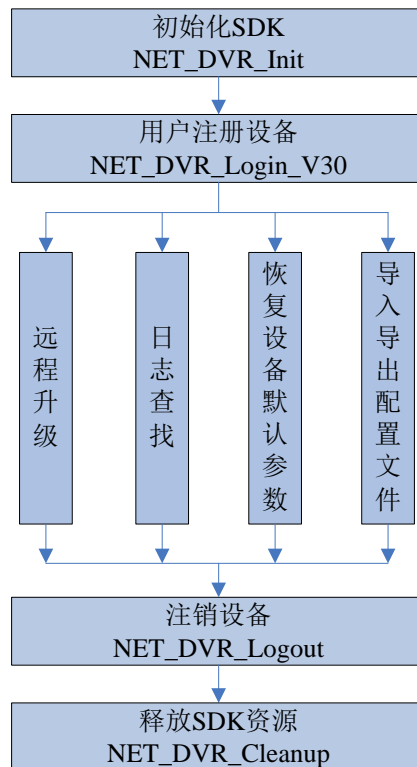 初始化SDK
NET_DVR_Init
用户注册设备
NET_DVR_Login_V30
远程升级
日志查找
恢复设备默认参数
导入导出配置文件
注销设备
NET_DVR_Logout
释放SDK资源
NET_DVR_Cleanup